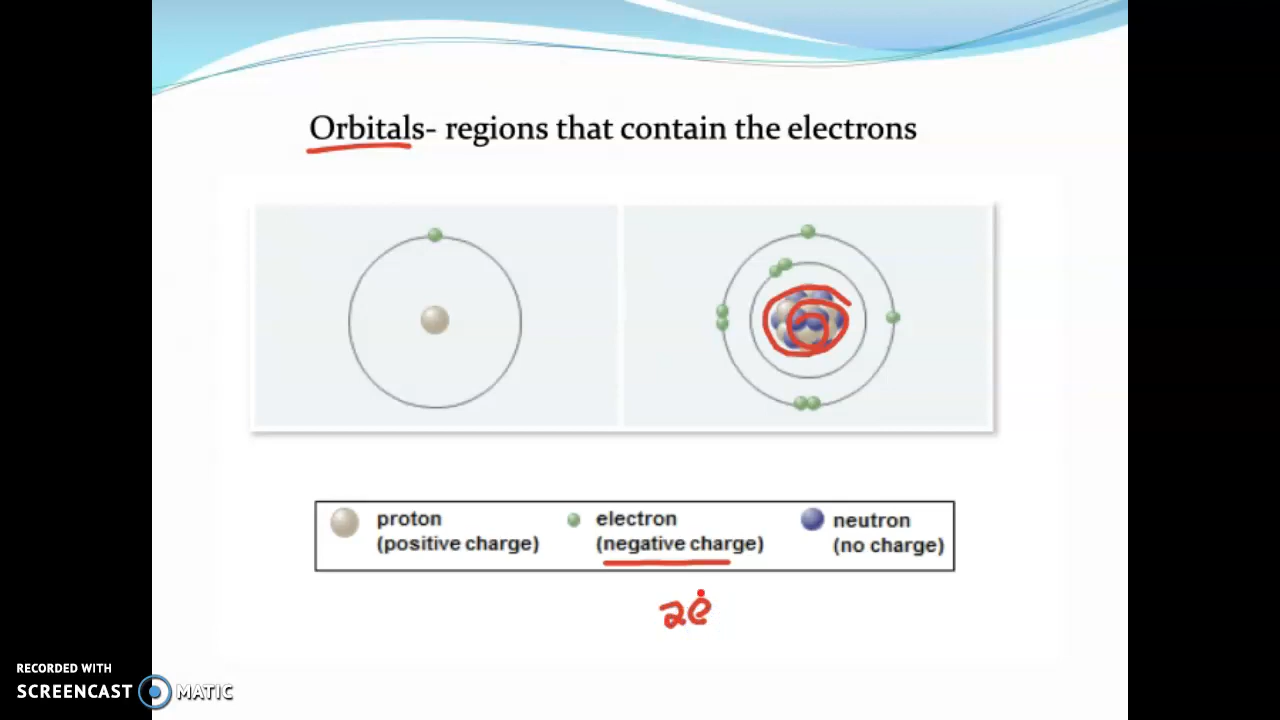 Orbitals- regions that contain the electrons
proton
(positive charge)
electron
(negative charge)
neutron
(no charge)
2e
RECORDED WITH
SCREENCAST MATIC